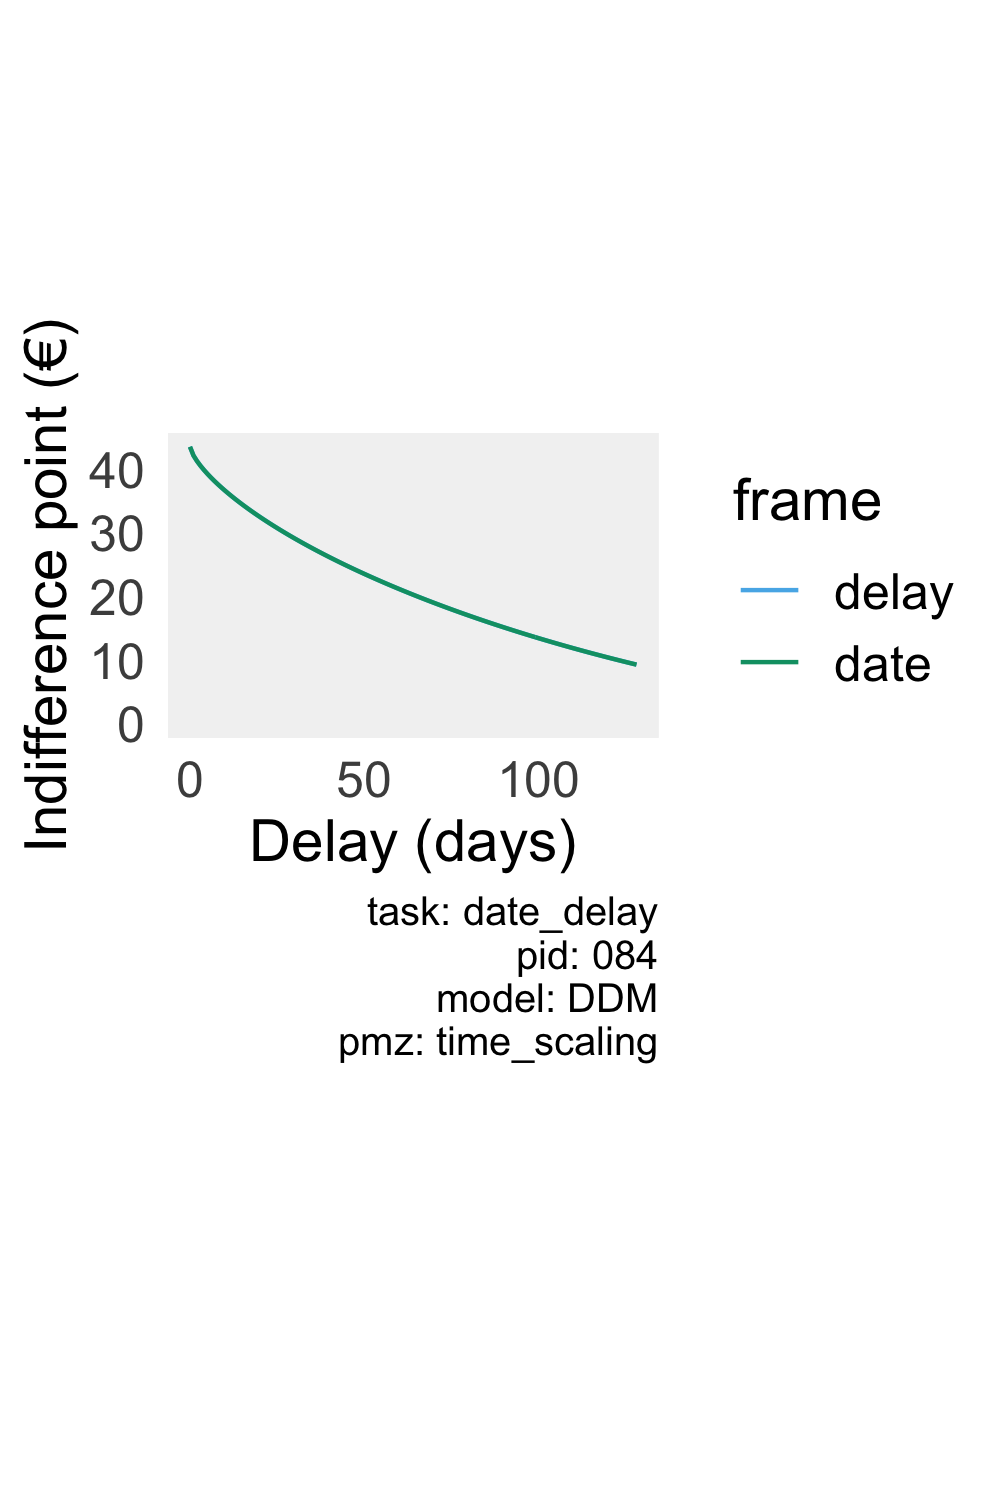 Indifference point (€)
40
30
20
10
0
0 50 100
Delay (days)
frame
delay
date
task: date_delay
pid: 084
model: DDM
pmz: time_scaling